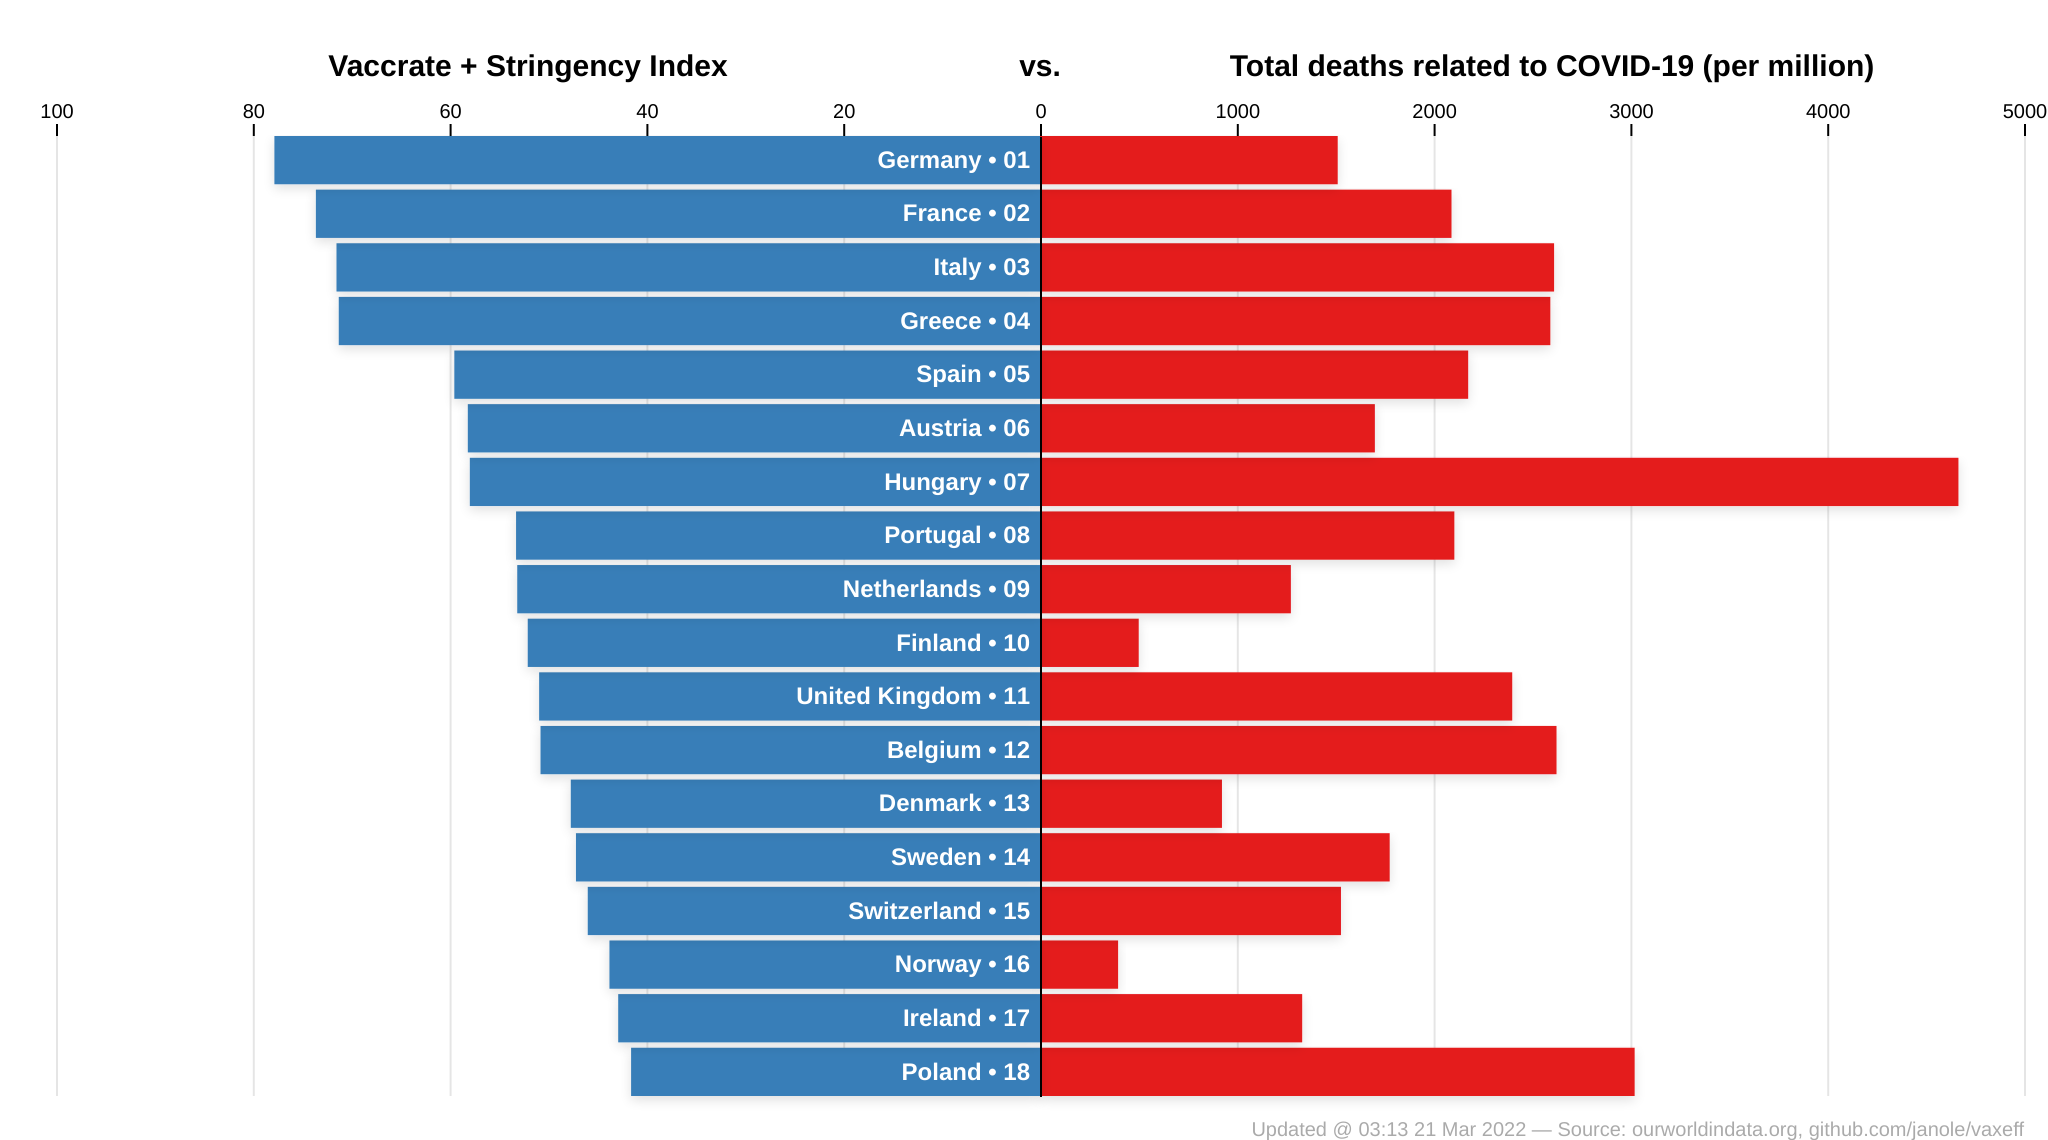 Vaccrate + Stringency Index vs. Total deaths related to COVID-19 (per million)
100 80 60 40 20 0 1000 2000 3000 4000 5000
Germany • 01
France • 02
Italy • 03
Greece • 04
Spain • 05
Austria • 06
Hungary • 07
Portugal • 08
Netherlands • 09
Finland • 10
United Kingdom • 11
Belgium • 12
Denmark • 13
Sweden • 14
Switzerland • 15
Norway • 16
Ireland • 17
Poland • 18
Updated @ 03:13 21 Mar 2022 — Source: ourworldindata.org, github.com/janole/vaxeff